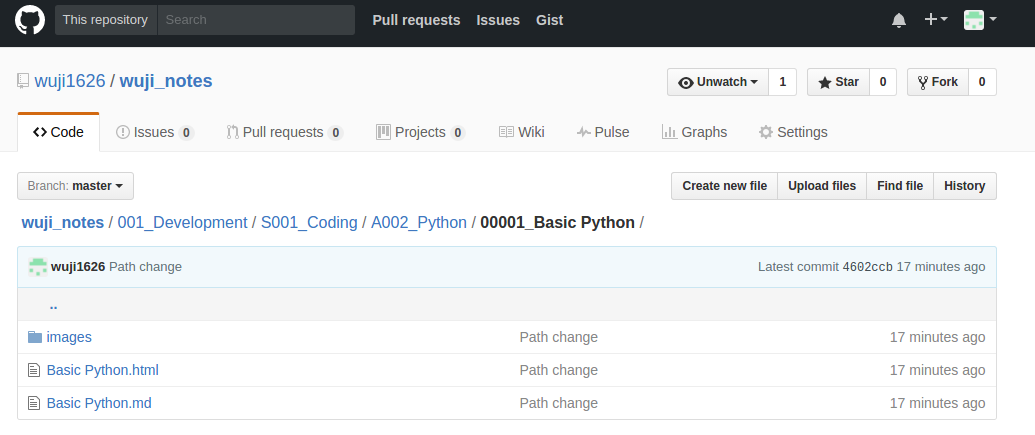 This repository Search Pull requests Issues Gist
wuji1626 / wuji_notes Unwatch 1 Star 0 Fork 0
Code Issues 0 Pull requests 0 Projects 0 Wiki Pulse Graphs Settings
Branch: master Create new file Upload files Find file History
wuji_notes / 001_Development / S001_Coding / A002_Python / 00001_Basic Python /
wuji1626 Path change Latest commit 4602ccb 17 minutes ago
..
images Path change 17 minutes ago
Basic Python.html Path change 17 minutes ago
Basic Python.md Path change 17 minutes ago